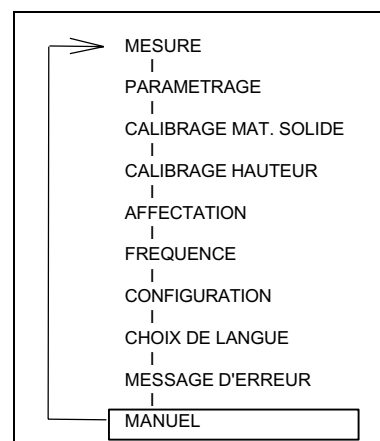 MESURE
PARAMETRAGE
CALIBRAGE MAT. SOLIDE
CALIBRAGE HAUTEUR
AFFECTATION
FREQUENCE
CONFIGURATION
CHOIX DE LANGUE
MESSAGE D'ERREUR
MANUEL